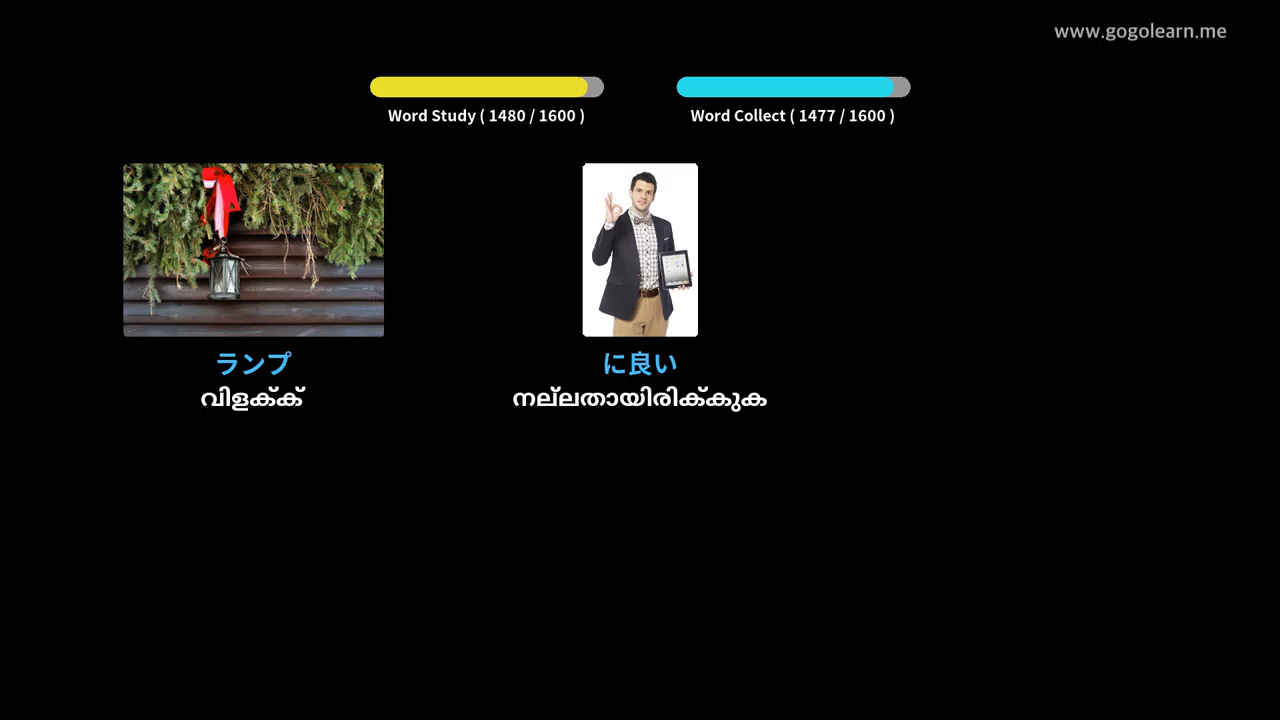 www.gogolearn.me
Word Study ( 1480 / 1600 )
Word Collect ( 1477 / 1600 )
ランプ
വിളക്ക്
に良い
നല്ലതായിരിക്കുക